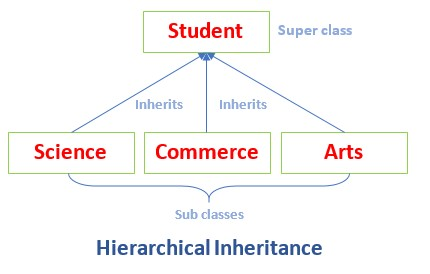 Student
Super class
Inherits
Inherits
Science
Commerce
Arts
Sub classes
Hierarchical Inheritance